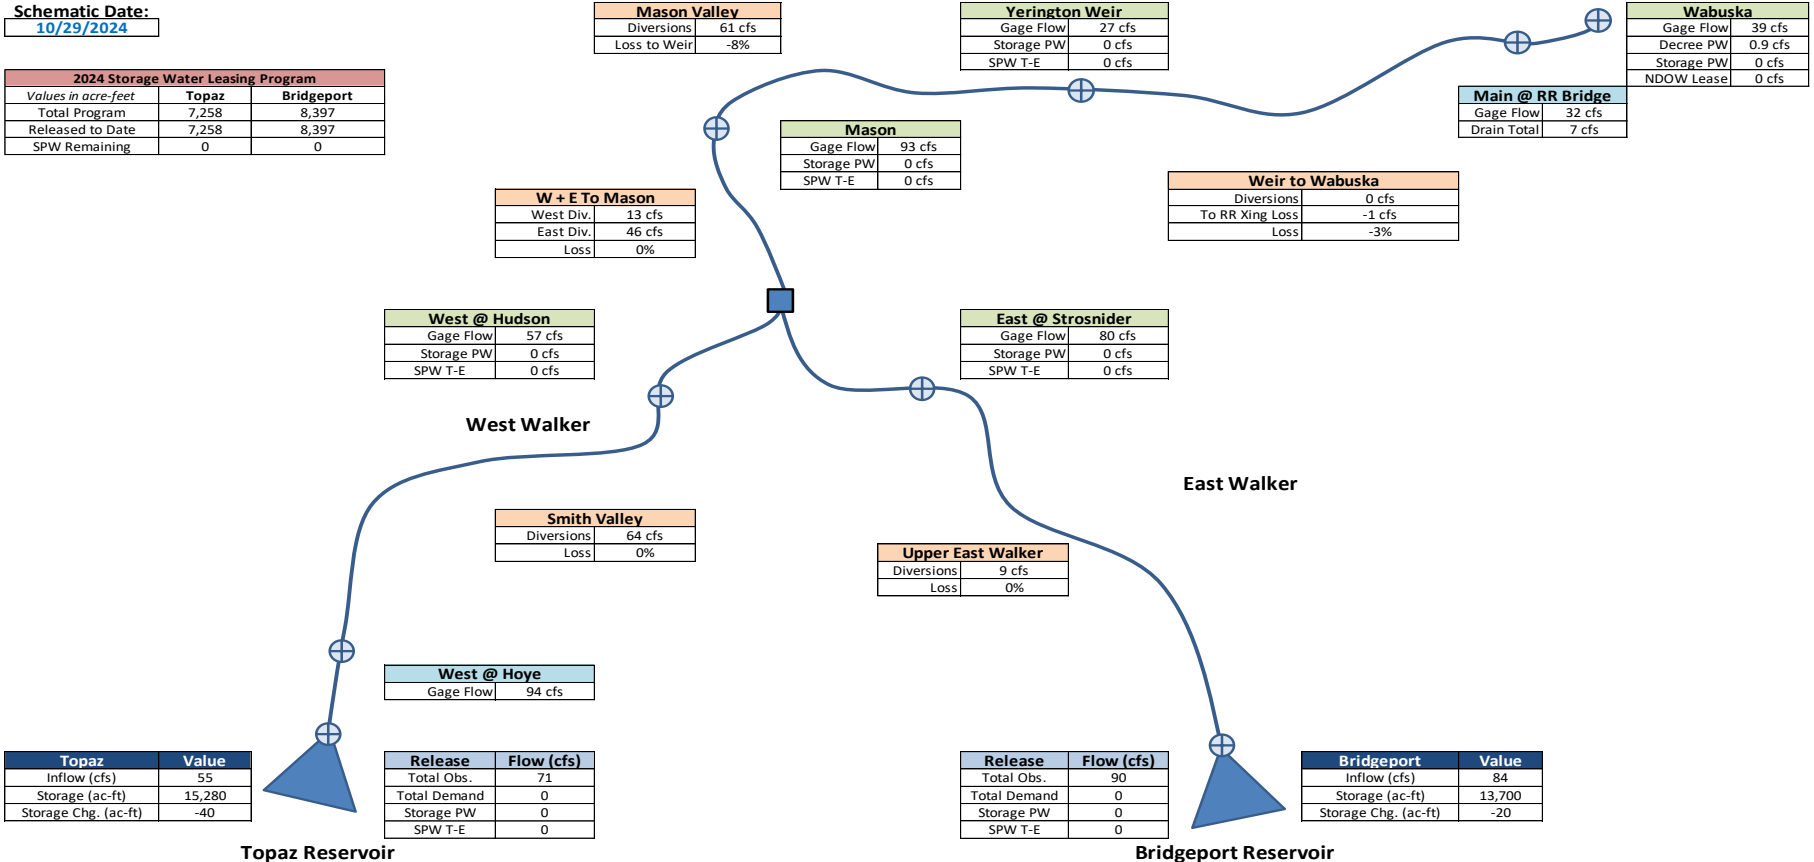 Schematic Date:
10/29/2024
2024 Storage Water Leasing Program
Values in acre-feet Topaz Bridgeport
Total Program 7,258 8,397
Released to Date 7,258 8,397
SPW Remaining 0 0
Mason Valley
Diversions 61 cfs
Loss to Weir -8%
Yerington Weir
Gage Flow 27 cfs
Storage PW 0 cfs
SPW T-E 0 cfs
Wabuska
Gage Flow 39 cfs
Decree PW 0.9 cfs
Storage PW 0 cfs
NDOW Lease 0 cfs
Main @ RR Bridge
Gage Flow 32 cfs
Drain Total 7 cfs
Mason
Gage Flow 93 cfs
Storage PW 0 cfs
SPW T-E 0 cfs
Weir to Wabuska
Diversions 0 cfs
To RR Xing Loss -1 cfs
Loss -3%
W + E To Mason
West Div. 13 cfs
East Div. 46 cfs
Loss 0%
West @ Hudson
Gage Flow 57 cfs
Storage PW 0 cfs
SPW T-E 0 cfs
East @ Strosnider
Gage Flow 80 cfs
Storage PW 0 cfs
SPW T-E 0 cfs
West Walker
East Walker
Smith Valley
Diversions 64 cfs
Loss 0%
Upper East Walker
Diversions 9 cfs
Loss 0%
West @ Hoye
Gage Flow 94 cfs
Topaz Value
Inflow (cfs) 55
Storage (ac-ft) 15,280
Storage Chg. (ac-ft) -40
Release Flow (cfs)
Total Obs. 71
Total Demand 0
Storage PW 0
SPW T-E 0
Topaz Reservoir
Release Flow (cfs)
Total Obs. 90
Total Demand 0
Storage PW 0
SPW T-E 0
Bridgeport Value
Inflow (cfs) 84
Storage (ac-ft) 13,700
Storage Chg. (ac-ft) -20
Bridgeport Reservoir